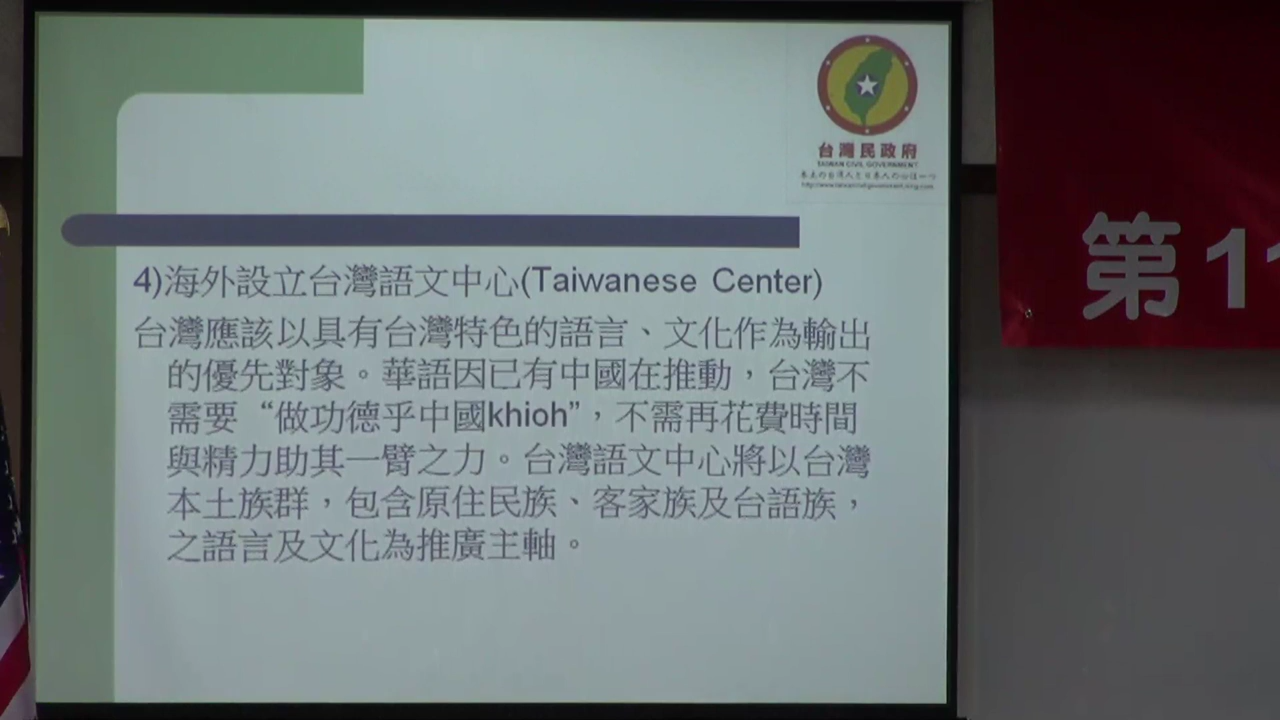 台灣民政府
TAIWAN CIVIL GOVERNMENT
4)海外設立台灣語文中心(Taiwanese Center)
台灣應該以具有台灣特色的語言、文化作為輸出
的優先對象。華語因已有中國在推動，台灣不
需要“做功德乎中國khioh”，不需再花費時間
與精力助其一臂之力。台灣語文中心將以台灣
本土族群，包含原住民族、客家族及台語族，
之語言及文化為推廣主軸。
第11